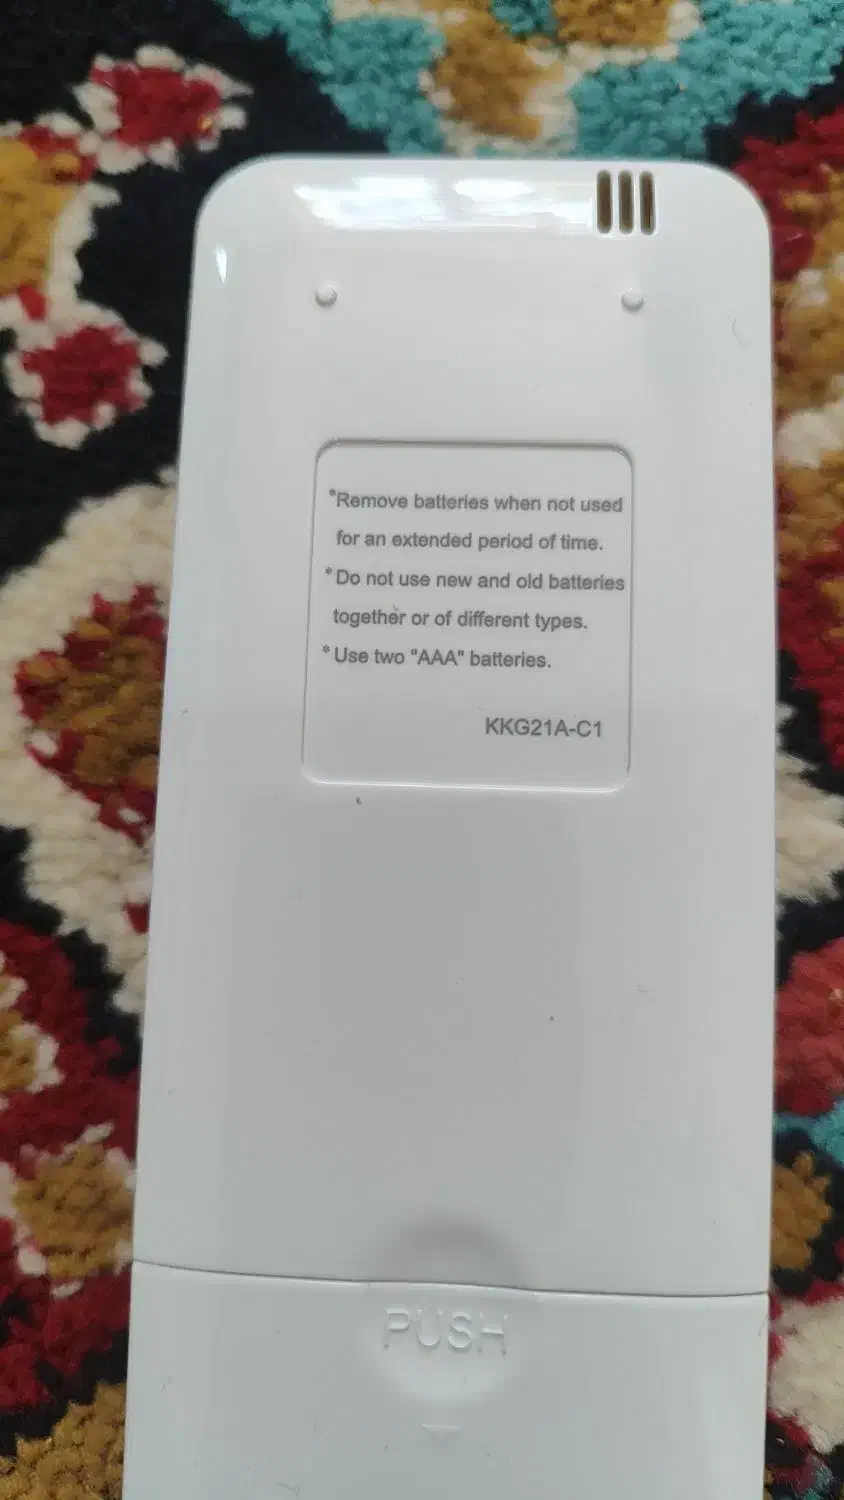 *Remove batteries when not used
for an extended period of time.
*Do not use new and old batteries
together or of different types.
*Use two "AAA" batteries.
KKG21A-C1
PUSH